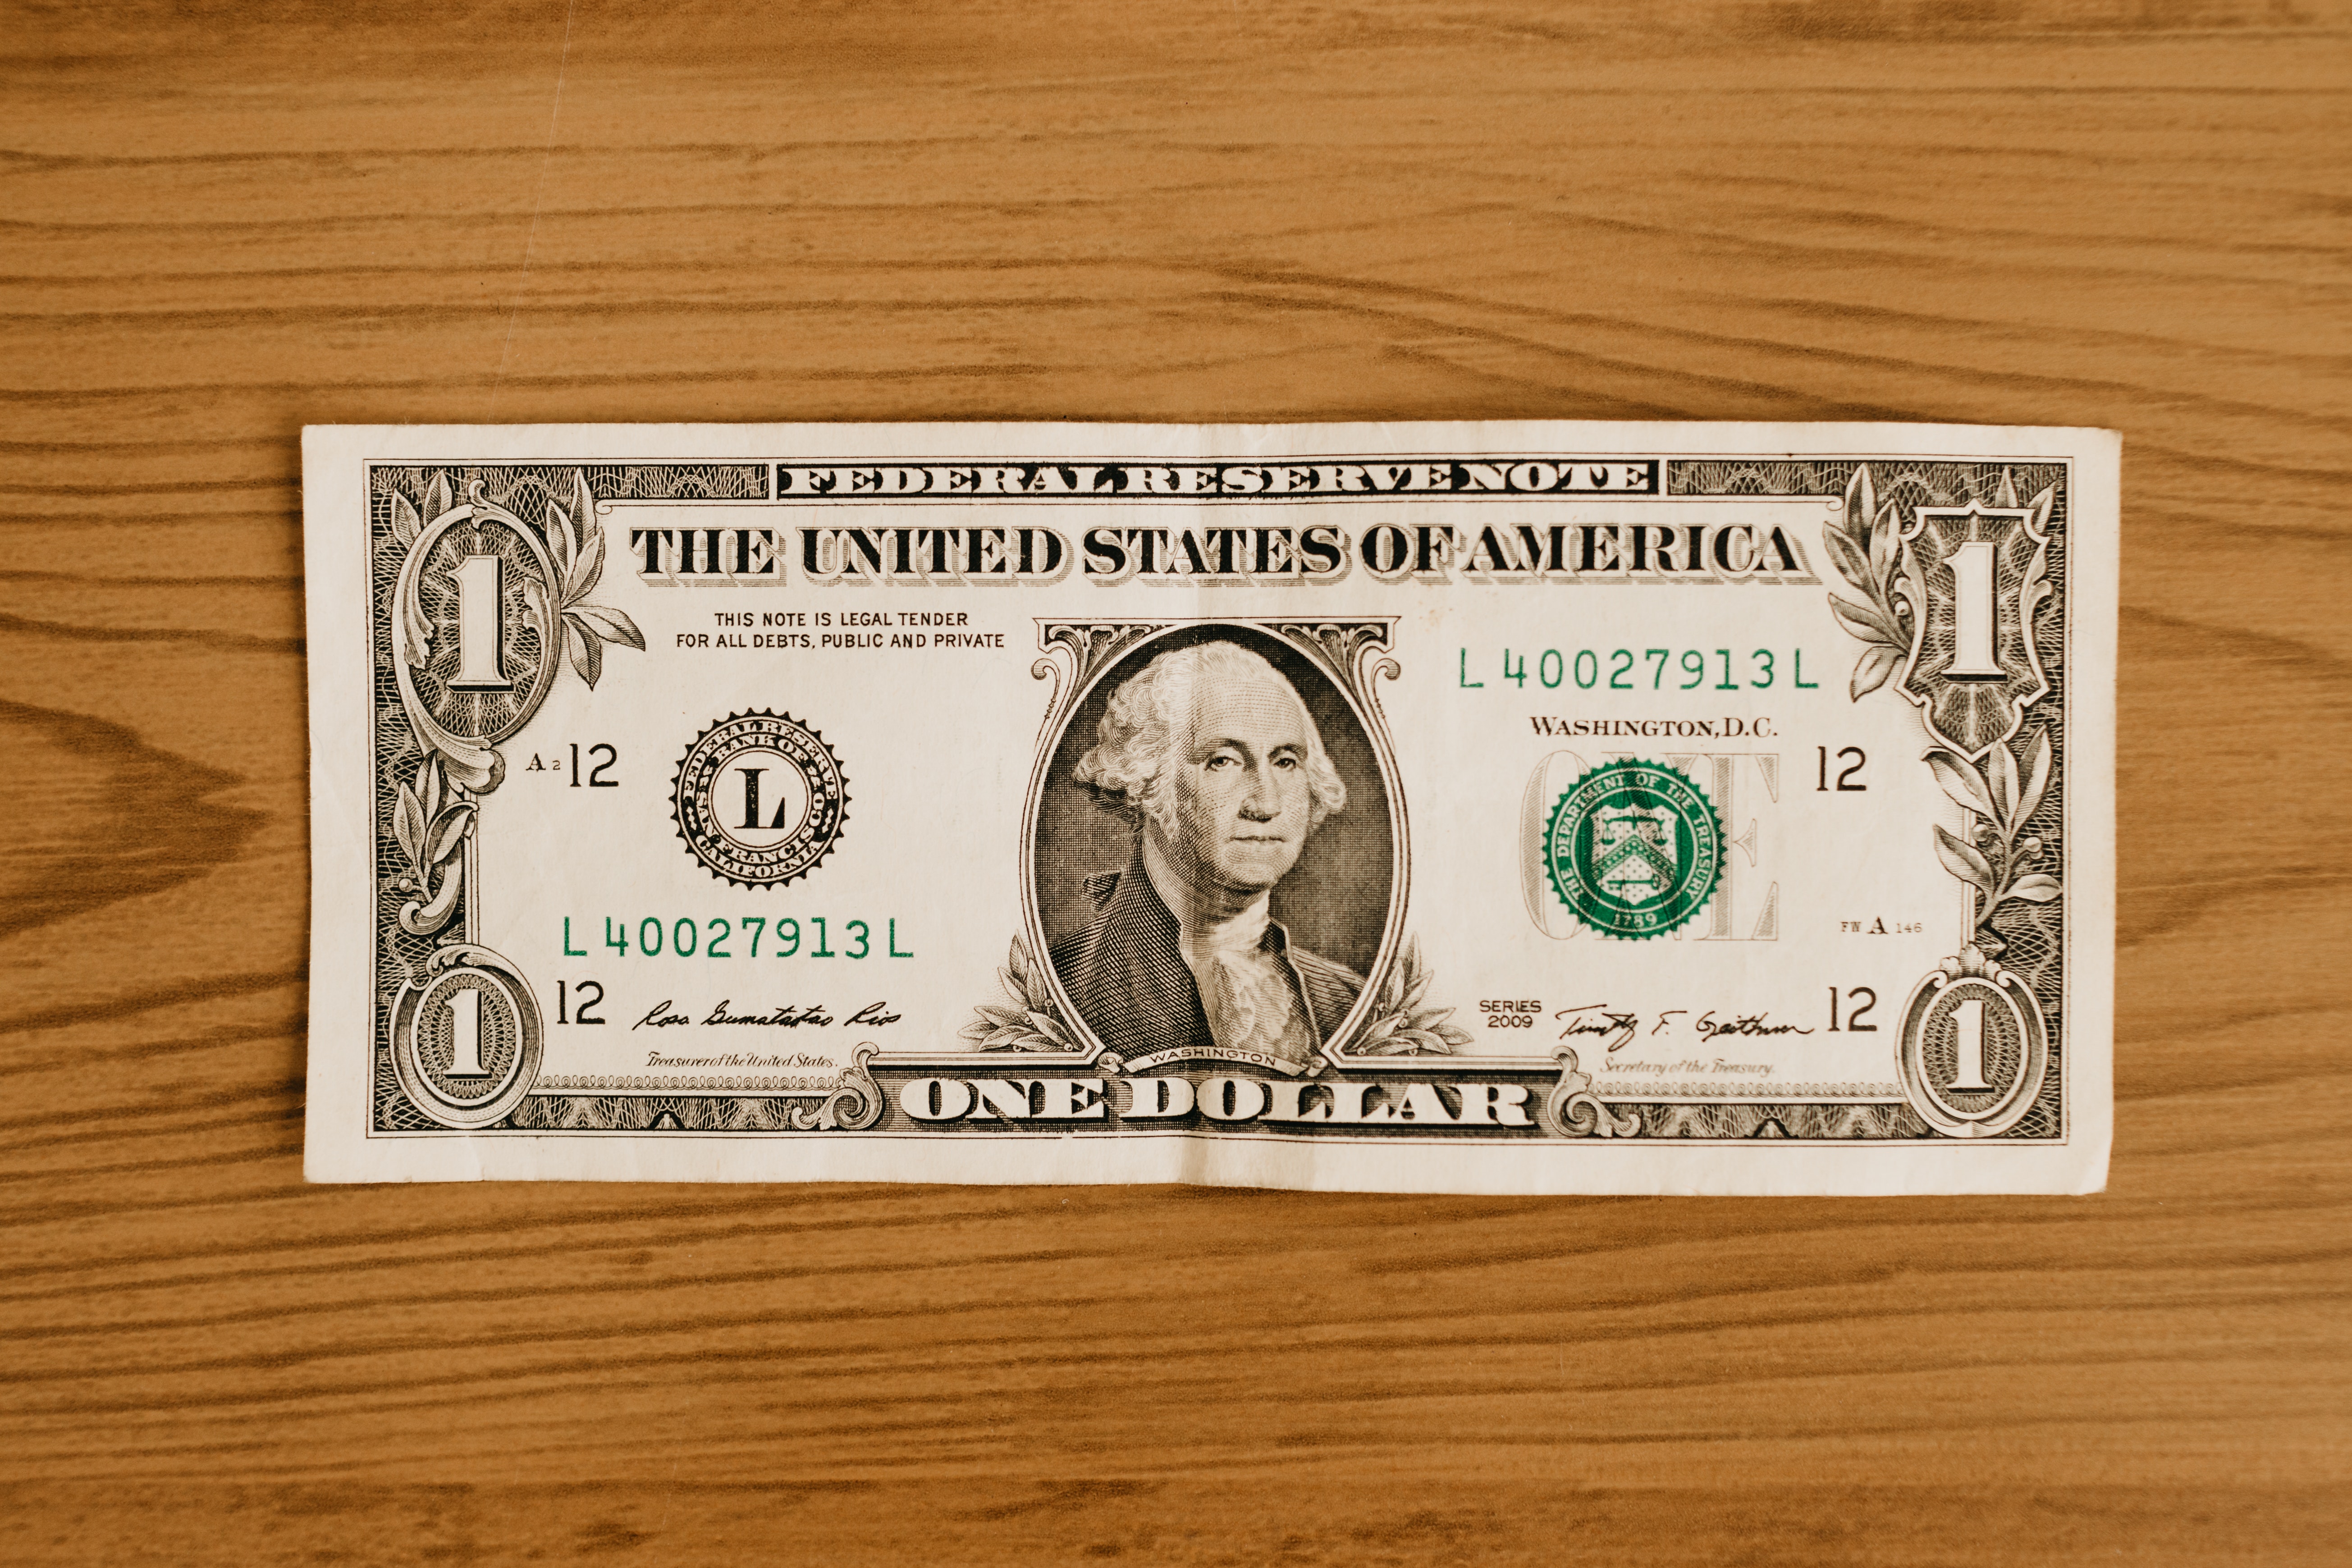 FEDERAL RESERVE NOTE
1
THE UNITED STATES OF AMERICA
1
THIS NOTE IS LEGAL TENDER
FOR ALL DEBTS, PUBLIC AND PRIVATE
L 40027913 L
WASHINGTON, D.C.
A 2
12
FEDERAL RESERVE BANK OF SAN FRANCISCO CALIFORNIA
L
ONE
THE DEPARTMENT OF THE TREASURY
1789
12
L 40027913 L
FW A 146
12
Rosa Gumataotao Rios
Treasurer of the United States.
SERIES
2009
Timothy F. Geithner
Secretary of the Treasury.
12
1
WASHINGTON
ONE DOLLAR
1